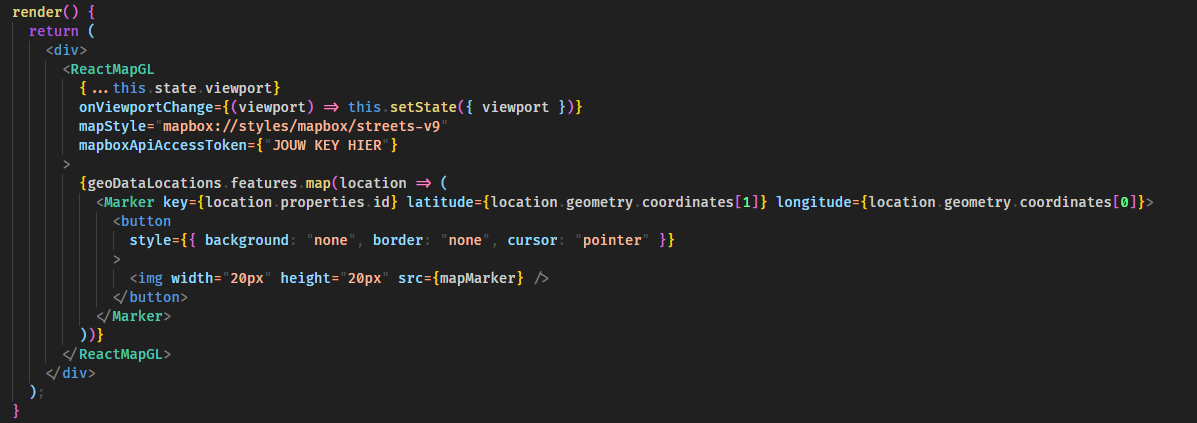 render() {
return (
<div>
<ReactMapGL
{...this.state.viewport}
onViewportChange={(viewport) => this.setState({ viewport })}
mapStyle="mapbox://styles/mapbox/streets-v9"
mapboxApiAccessToken={"JOUW KEY HIER"}
>
{geoDataLocations.features.map(location => (
<Marker key={location.properties.id} latitude={location.geometry.coordinates[1]} longitude={location.geometry.coordinates[0]}>
<button
style={{ background: "none", border: "none", cursor: "pointer" }}
>
<img width="20px" height="20px" src={mapMarker} />
</button>
</Marker>
))}
</ReactMapGL>
</div>
);
}